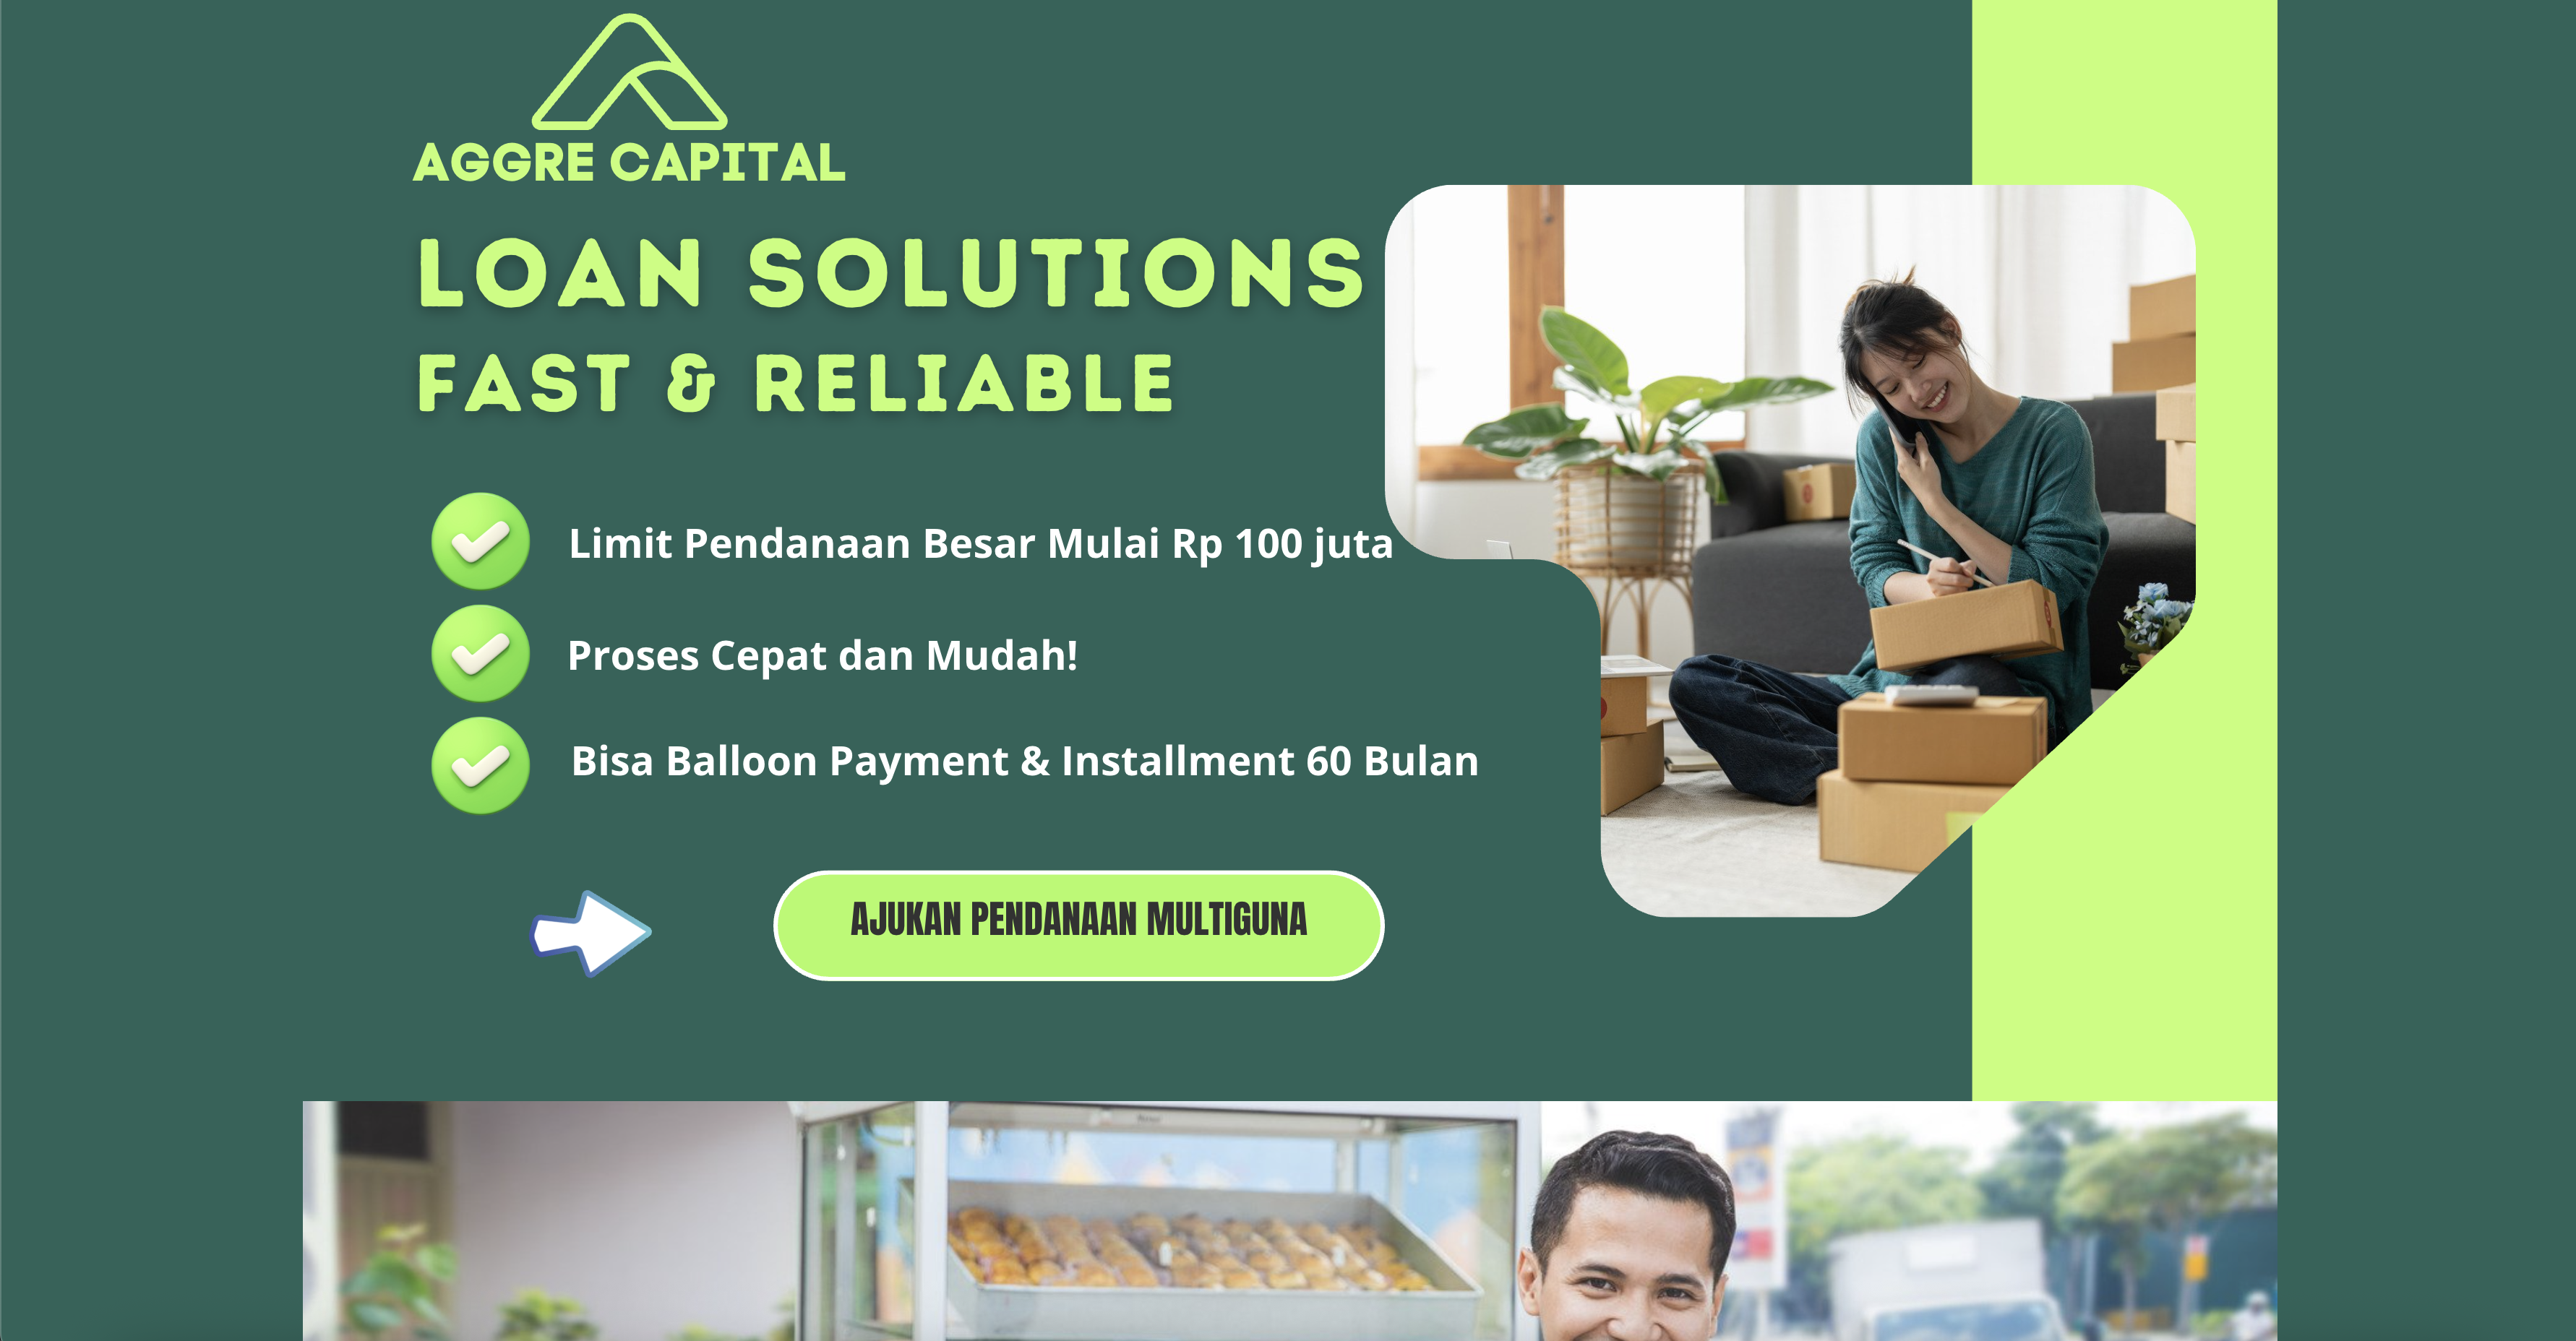 AGGRE CAPITAL
LOAN SOLUTIONS
FAST & RELIABLE
Limit Pendanaan Besar Mulai Rp 100 juta
Proses Cepat dan Mudah!
Bisa Balloon Payment & Installment 60 Bulan
AJUKAN PENDANAAN MULTIGUNA